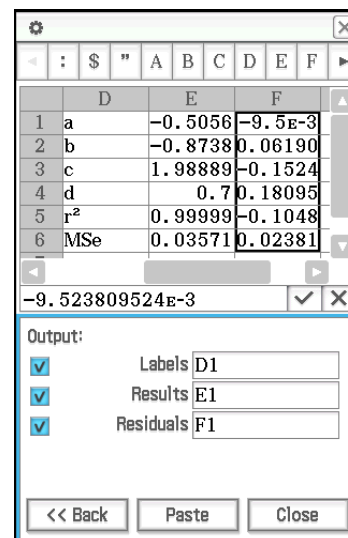 : $ " A B C D E F
D E F
1 a -0.5056 -9.5ᴇ-3
2 b -0.8738 0.06190
3 c 1.98889 -0.1524
4 d 0.7 0.18095
5 r² 0.99999 -0.1048
6 MSe 0.03571 0.02381
-9.523809524ᴇ-3
Output:
Labels D1
Results E1
Residuals F1
<< Back Paste Close